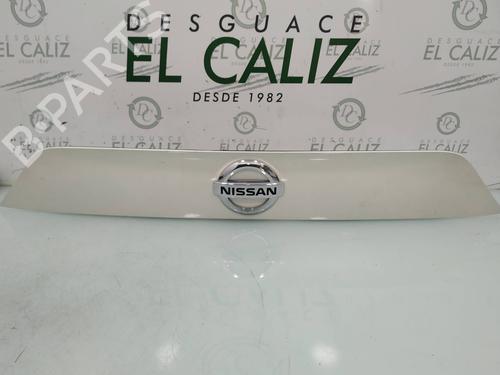 DESGUACE
EL CALIZ
DESDE 1982
B-PARTS
NISSAN